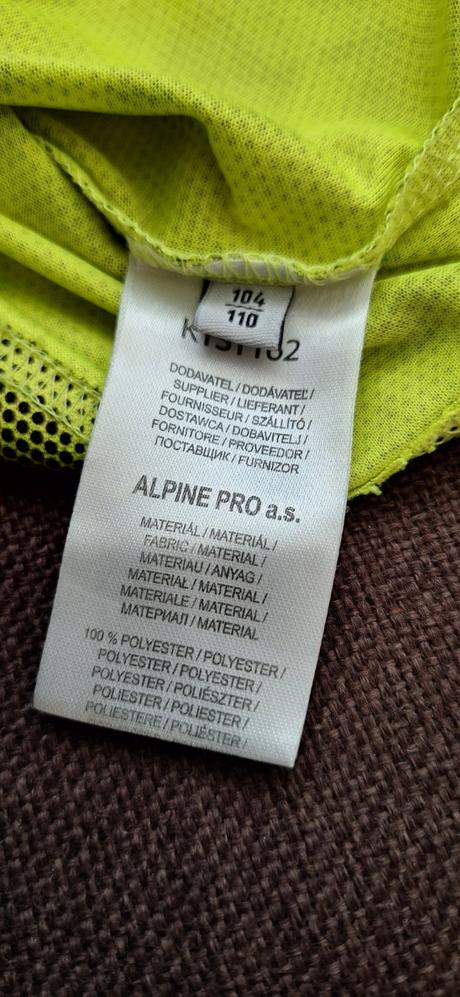 104
110
DODAVATEL / DODÁVATEĽ /
SUPPLIER / LIEFERANT /
FOURNISSEUR / SZÁLLÍTÓ /
DOSTAWCA / DOBAVITELJ /
FORNITORE / PROVEEDOR /
ПОСТАВЩИК / FURNIZOR
ALPINE PRO a.s.
MATERIÁL / MATERIÁL /
FABRIC / MATERIAL /
MATERIAU / ANYAG /
MATERIAŁ / MATERIAL /
MATERIALE / MATERIAL /
МАТЕРИАЛ / MATERIAL
100 % POLYESTER / POLYESTER /
POLYESTER / POLYESTER /
POLYESTER / POLIÉSZTER /
POLIESTER / POLIESTER /
POLIESTERE / POLIÉSTER /